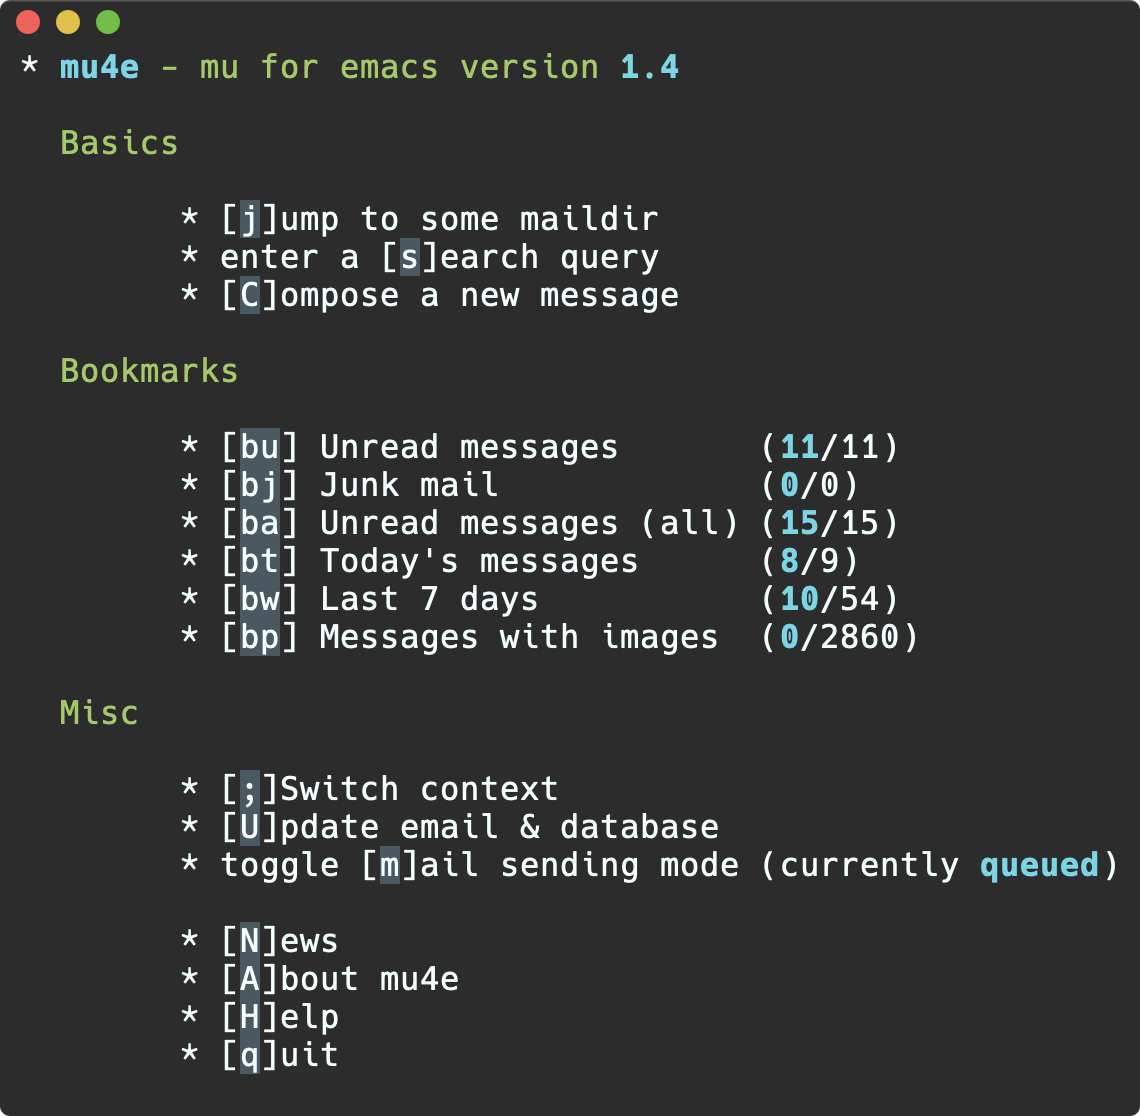 * mu4e - mu for emacs version 1.4
Basics
* [j]ump to some maildir
* enter a [s]earch query
* [C]ompose a new message
Bookmarks
* [bu] Unread messages (11/11)
* [bj] Junk mail (0/0)
* [ba] Unread messages (all) (15/15)
* [bt] Today's messages (8/9)
* [bw] Last 7 days (10/54)
* [bp] Messages with images (0/2860)
Misc
* [;]Switch context
* [U]pdate email & database
* toggle [m]ail sending mode (currently queued)
* [N]ews
* [A]bout mu4e
* [H]elp
* [q]uit